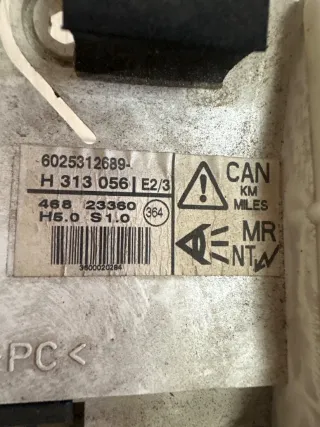 6025312689-
H 313 056 E2/3
468 23360
H5.0 S1.0 364
3600020284
CAN
KM
MILES
MR
NT
PC<